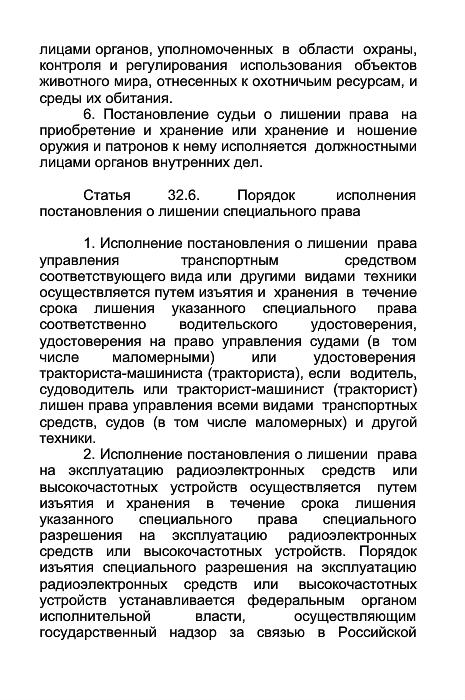 лицами органов, уполномоченных в области охраны,
контроля и регулирования использования объектов
животного мира, отнесенных к охотничьим ресурсам, и
среды их обитания.
6. Постановление судьи о лишении права на
приобретение и хранение или хранение и ношение
оружия и патронов к нему исполняется должностными
лицами органов внутренних дел.
Статья 32.6. Порядок исполнения
постановления о лишении специального права
1. Исполнение постановления о лишении права
управления транспортным средством
соответствующего вида или другими видами техники
осуществляется путем изъятия и хранения в течение
срока лишения указанного специального права
соответственно водительского удостоверения,
удостоверения на право управления судами (в том
числе маломерными) или удостоверения
тракториста-машиниста (тракториста), если водитель,
судоводитель или тракторист-машинист (тракторист)
лишен права управления всеми видами транспортных
средств, судов (в том числе маломерных) и другой
техники.
2. Исполнение постановления о лишении права
на эксплуатацию радиоэлектронных средств или
высокочастотных устройств осуществляется путем
изъятия и хранения в течение срока лишения
указанного специального права специального
разрешения на эксплуатацию радиоэлектронных
средств или высокочастотных устройств. Порядок
изъятия специального разрешения на эксплуатацию
радиоэлектронных средств или высокочастотных
устройств устанавливается федеральным органом
исполнительной власти, осуществляющим
государственный надзор за связью в Российской